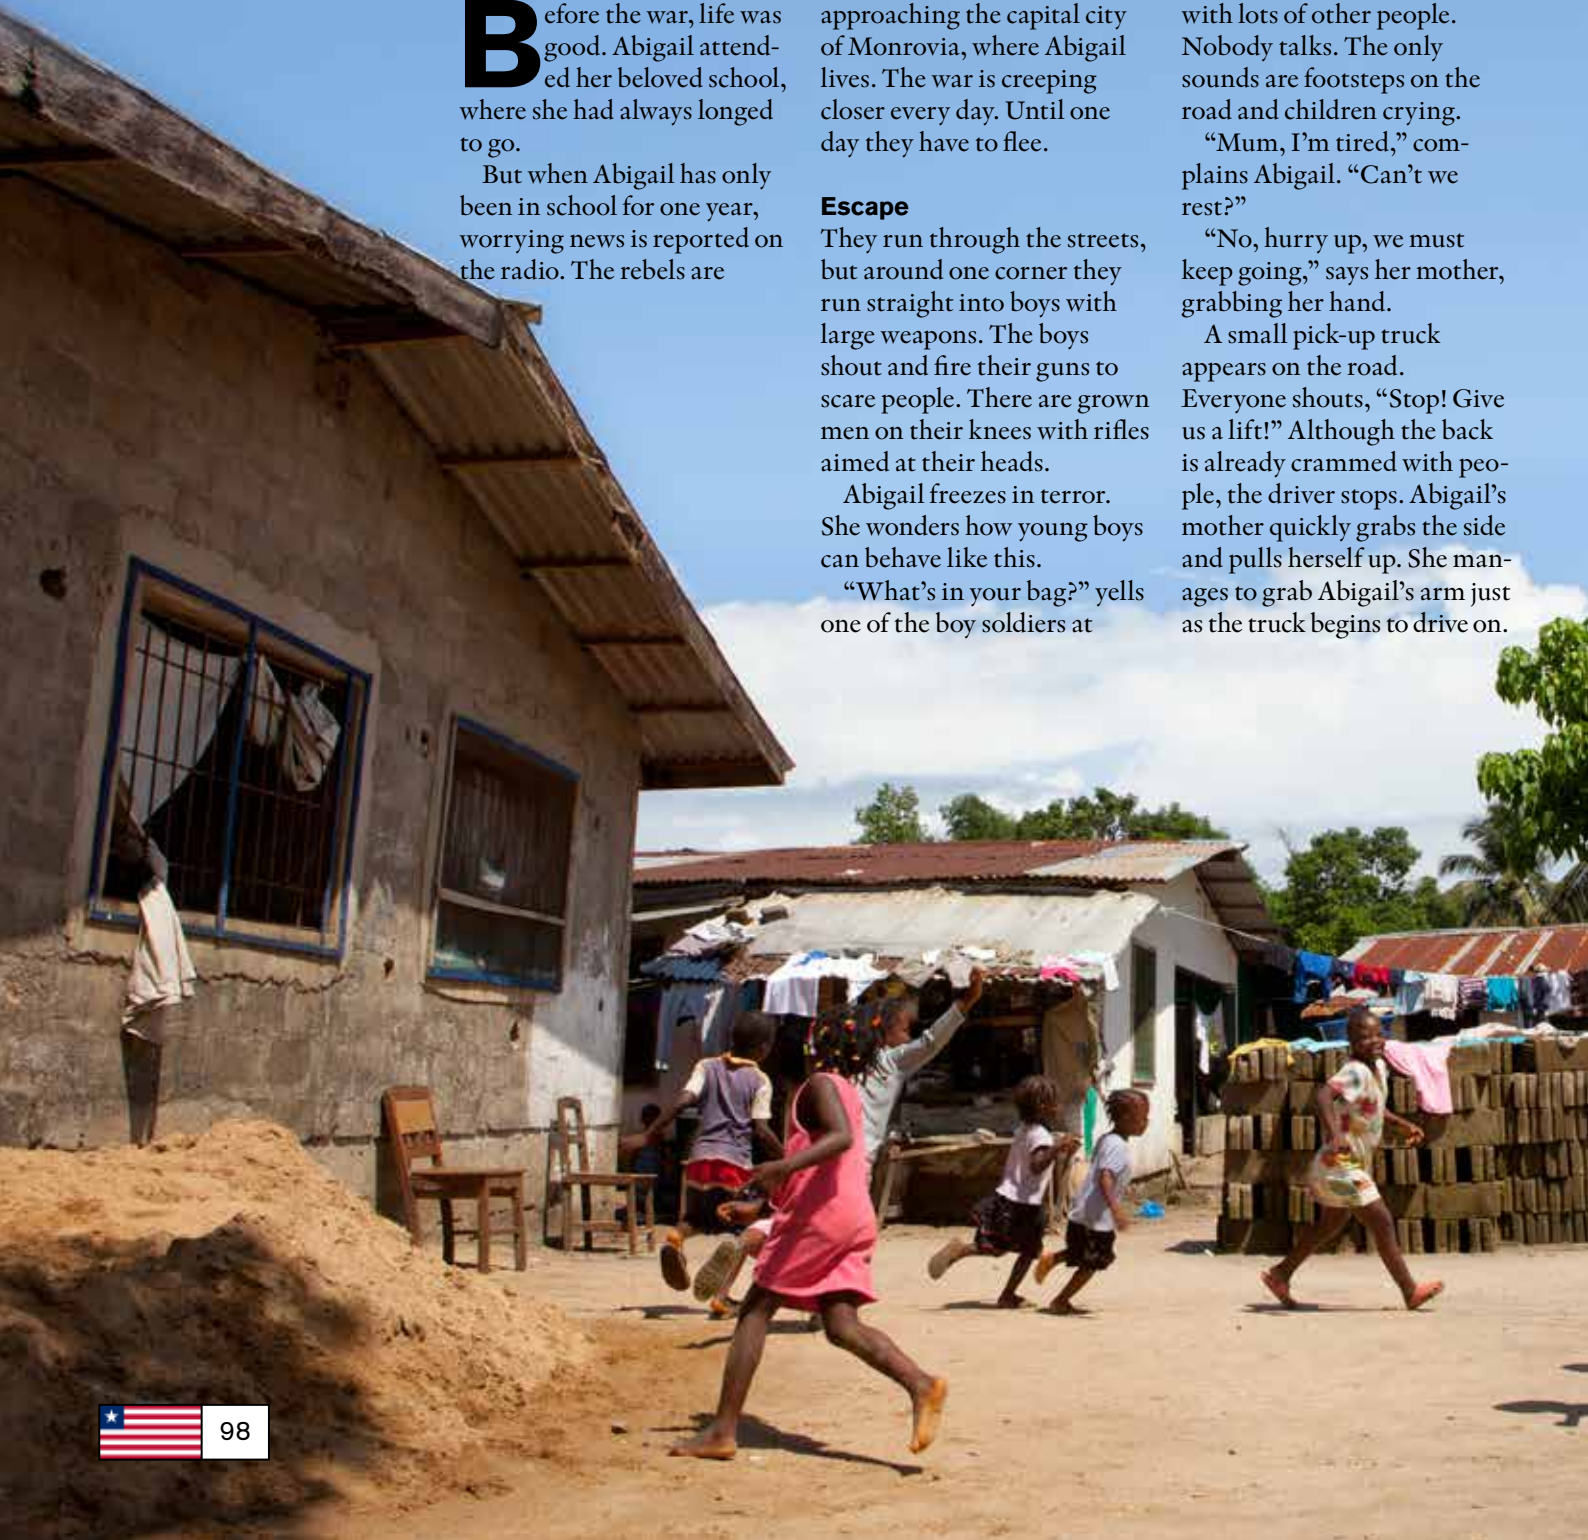 Before the war, life was
good. Abigail attend-
ed her beloved school,
where she had always longed
to go.
But when Abigail has only
been in school for one year,
worrying news is reported on
the radio. The rebels are
approaching the capital city
of Monrovia, where Abigail
lives. The war is creeping
closer every day. Until one
day they have to flee.
Escape
They run through the streets,
but around one corner they
run straight into boys with
large weapons. The boys
shout and fire their guns to
scare people. There are grown
men on their knees with rifles
aimed at their heads.
Abigail freezes in terror.
She wonders how young boys
can behave like this.
“What’s in your bag?” yells
one of the boy soldiers at
with lots of other people.
Nobody talks. The only
sounds are footsteps on the
road and children crying.
“Mum, I’m tired,” com-
plains Abigail. “Can’t we
rest?”
“No, hurry up, we must
keep going,” says her mother,
grabbing her hand.
A small pick-up truck
appears on the road.
Everyone shouts, “Stop! Give
us a lift!” Although the back
is already crammed with peo-
ple, the driver stops. Abigail’s
mother quickly grabs the side
and pulls herself up. She man-
ages to grab Abigail’s arm just
as the truck begins to drive on.
98